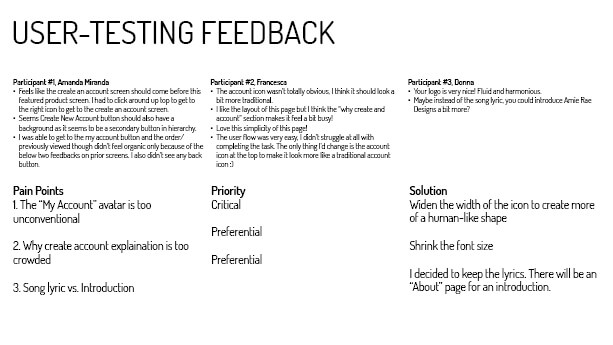 USER-TESTING FEEDBACK
Participant #1, Amanda Miranda
• Feels like the create an account screen should come before this
featured product screen. I had to click around up top to get to
the right icon to get to the create an account screen.
• Seems Create New Account button should also have a
background as it seems to be a secondary button in hierarchy.
• I was able to get to the my account button and the order/
previously viewed though didn't feel organic only because of the
below two feedbacks on prior screens. I also didn't see any back
button.
Participant #2, Francesca
• The account icon wasn't totally obvious, I think it should look a
bit more traditional.
• I like the layout of this page but I think the "why create and
account" section makes it feel a bit busy!
• Love this simplicity of this page!
• The user flow was very easy, I didn't struggle at all with
completing the task. The only thing I'd change is the account
icon at the top to make it look more like a traditional account
icon :)
Participant #3, Donna
• Your logo is very nice! Fluid and harmonious.
• Maybe instead of the song lyric, you could introduce Amie Rae
Designs a bit more?
Pain Points
1. The "My Account" avatar is too
unconventional
2. Why create account explaination is too
crowded
3. Song lyric vs. Introduction
Priority
Critical
Preferential
Preferential
Solution
Widen the width of the icon to create more
of a human-like shape
Shrink the font size
I decided to keep the lyrics. There will be an
"About" page for an introduction.